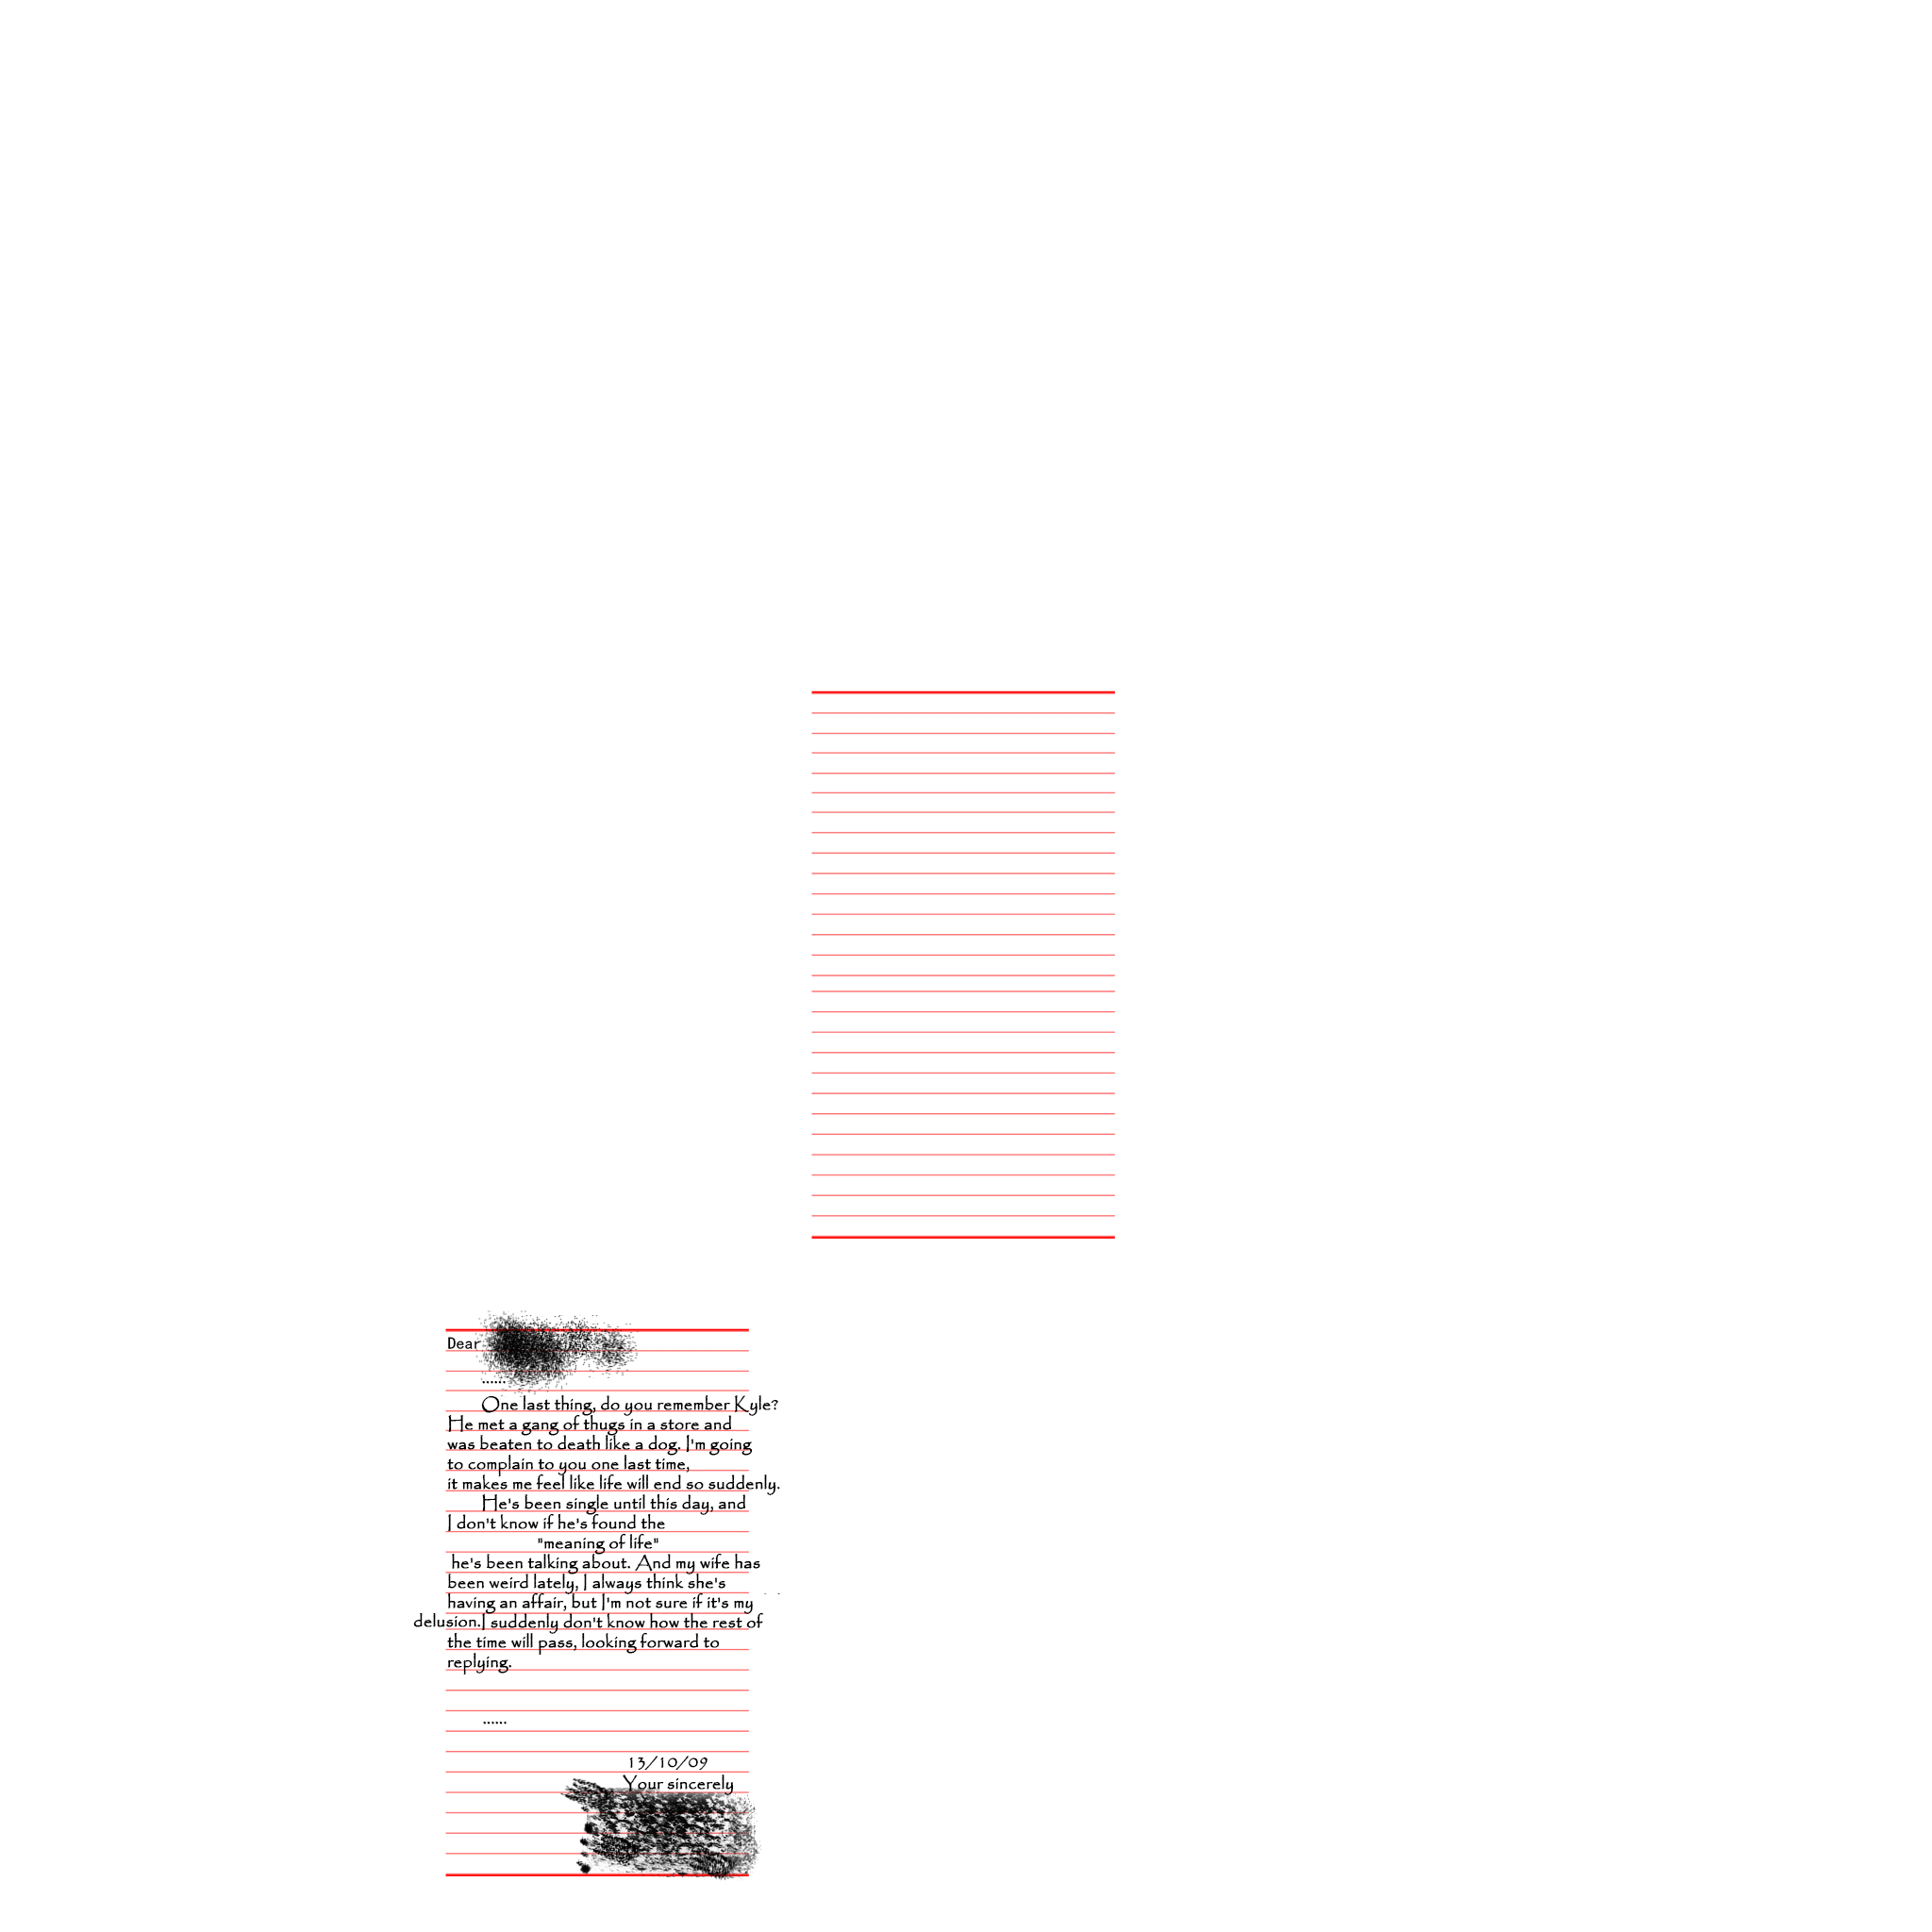 Dear
......
One last thing, do you remember Kyle?
He met a gang of thugs in a store and
was beaten to death like a dog. I'm going
to complain to you one last time,
it makes me feel like life will end so suddenly.
He's been single until this day, and
I don't know if he's found the
"meaning of life"
he's been talking about. And my wife has
been weird lately, I always think she's
having an affair, but I'm not sure if it's my
delusion.I suddenly don't know how the rest of
the time will pass, looking forward to
replying.
......
13/10/09
Your sincerely